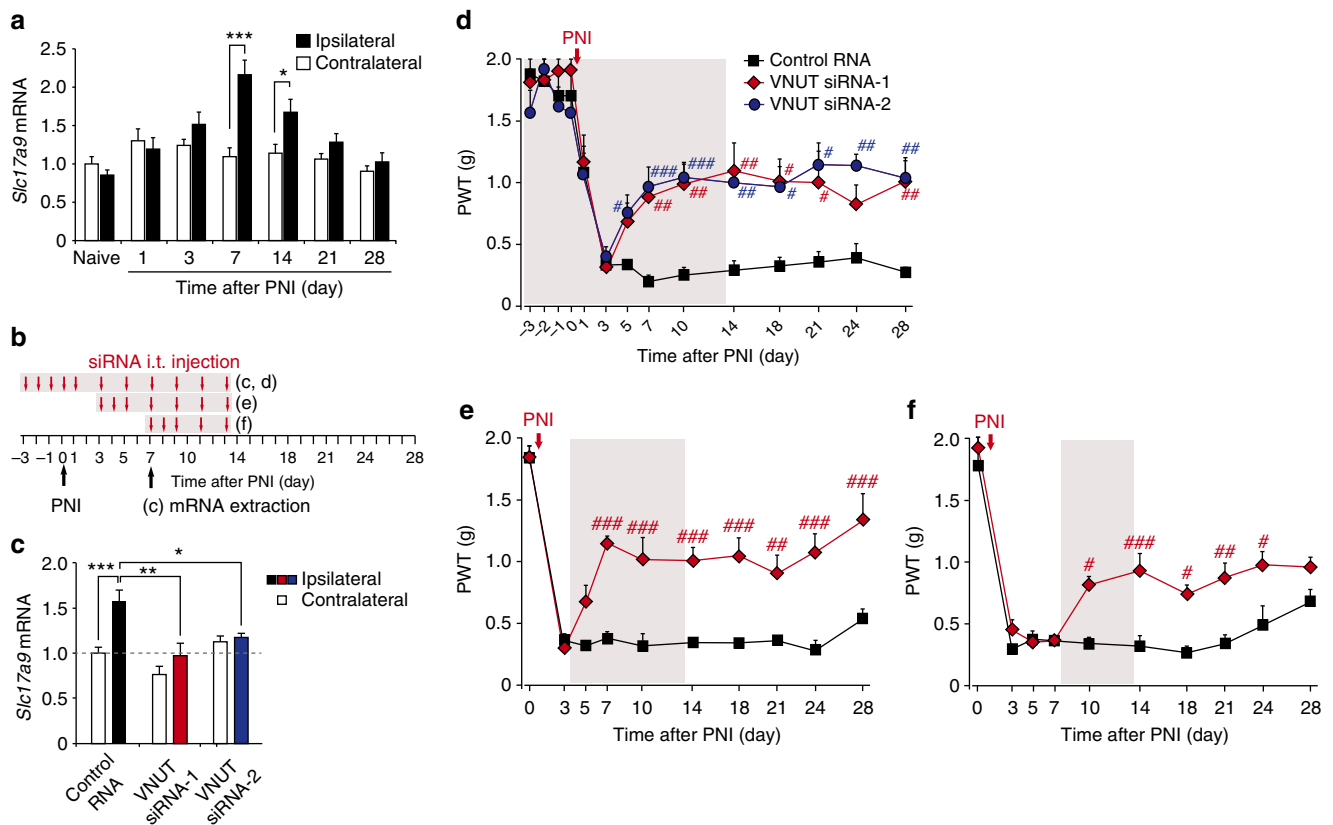 a
Slc17a9 mRNA
2.5
2.0
1.5
1.0
0.5
0
***
*
Ipsilateral
Contralateral
Naive 1 3 7 14 21 28
Time after PNI (day)
b
siRNA i.t. injection
(c, d)
(e)
(f)
−3 −1 0 1 3 5 7 10 14 18 21 24 28
Time after PNI (day)
PNI
(c) mRNA extraction
c
Slc17a9 mRNA
2.0
1.5
1.0
0.5
0
***
**
*
Ipsilateral
Contralateral
Control RNA
VNUT siRNA-1
VNUT siRNA-2
d
PNI
Control RNA
VNUT siRNA-1
VNUT siRNA-2
PWT (g)
2.0
1.5
1.0
0.5
0
# ### ### ## # # ## ##
## ## ## # # ##
−3 −2 −1 0 1 3 5 7 10 14 18 21 24 28
Time after PNI (day)
e
PNI
PWT (g)
2.0
1.5
1.0
0.5
0
### ### ### ### ## ### ###
0 3 5 7 10 14 18 21 24 28
Time after PNI (day)
f
PNI
PWT (g)
2.0
1.5
1.0
0.5
0
# ### # ## #
0 3 5 7 10 14 18 21 24 28
Time after PNI (day)